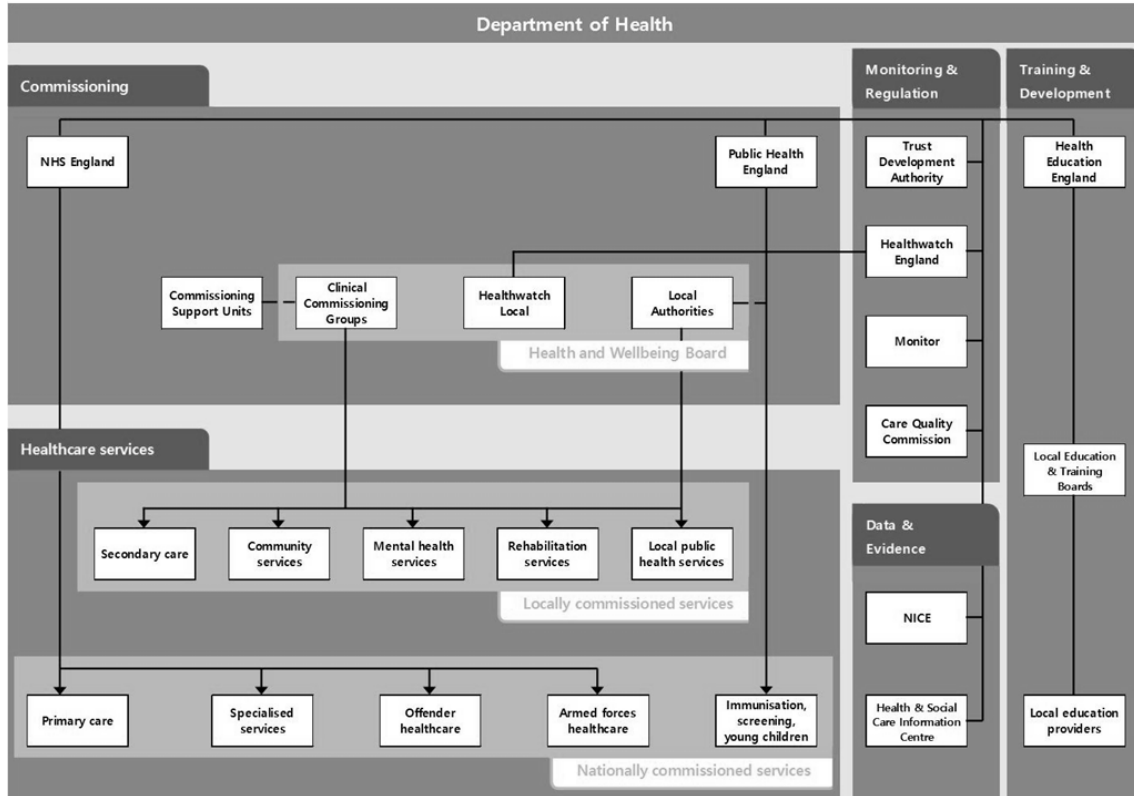 Department of Health
Commissioning
Monitoring &
Regulation
Training &
Development
NHS England
Public Health
England
Trust
Development
Authority
Health
Education
England
Healthwatch
England
Commissioning
Support Units
Clinical
Commissioning
Groups
Healthwatch
Local
Local
Authorities
Health and Wellbeing Board
Monitor
Care Quality
Commission
Healthcare services
Local Education
& Training
Boards
Secondary care
Community
services
Mental health
services
Rehabilitation
services
Local public
health services
Locally commissioned services
Data &
Evidence
NICE
Primary care
Specialised
services
Offender
healthcare
Armed forces
healthcare
Immunisation,
screening,
young children
Nationally commissioned services
Health & Social
Care Information
Centre
Local education
providers